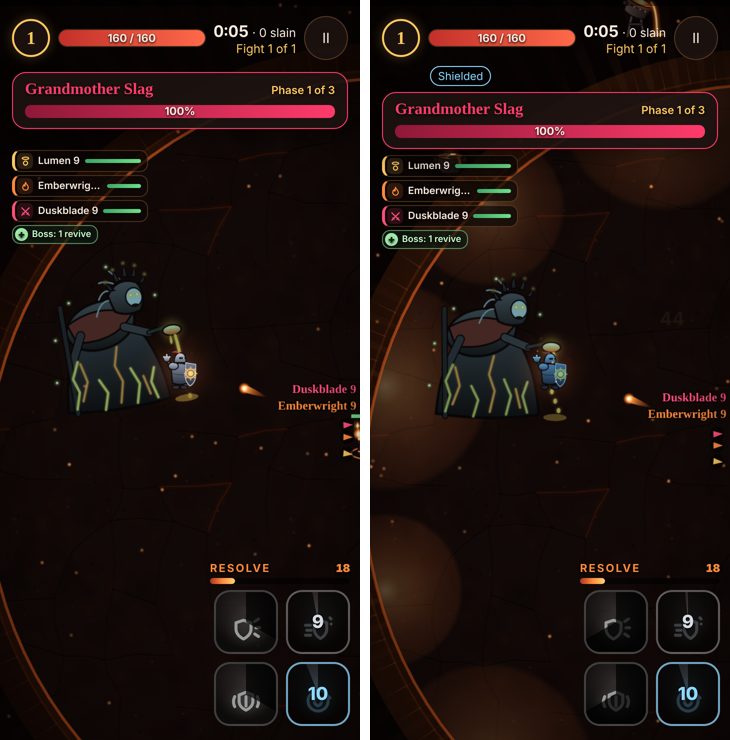 1
160 / 160
0:05 · 0 slain
Fight 1 of 1
Grandmother Slag
Phase 1 of 3
100%
Lumen 9
Emberwrig...
Duskblade 9
Boss: 1 revive
Duskblade 9
Emberwright 9
RESOLVE 18
9
10
1
160 / 160
0:05 · 0 slain
Fight 1 of 1
Shielded
Grandmother Slag
Phase 1 of 3
100%
Lumen 9
Emberwrig...
Duskblade 9
Boss: 1 revive
44
Duskblade 9
Emberwright 9
RESOLVE 18
9
10